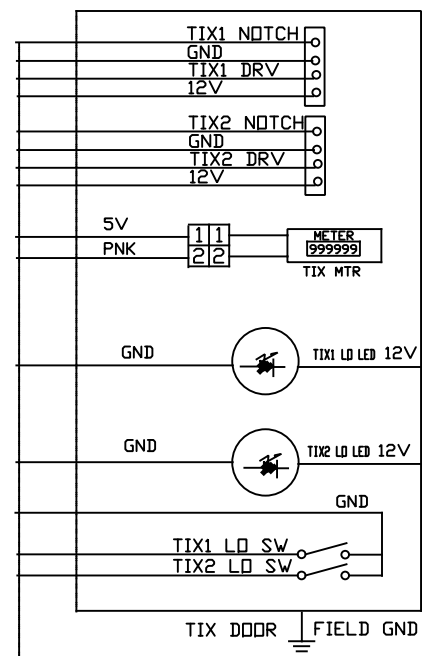 TIX1 NOTCH
GND
TIX1 DRV
12V
TIX2 NOTCH
GND
TIX2 DRV
12V
5V
PNK
1 1
2 2
METER
999999
TIX MTR
GND
TIX1 LO LED 12V
GND
TIX2 LO LED 12V
GND
TIX1 LO SW
TIX2 LO SW
TIX DOOR
FIELD GND